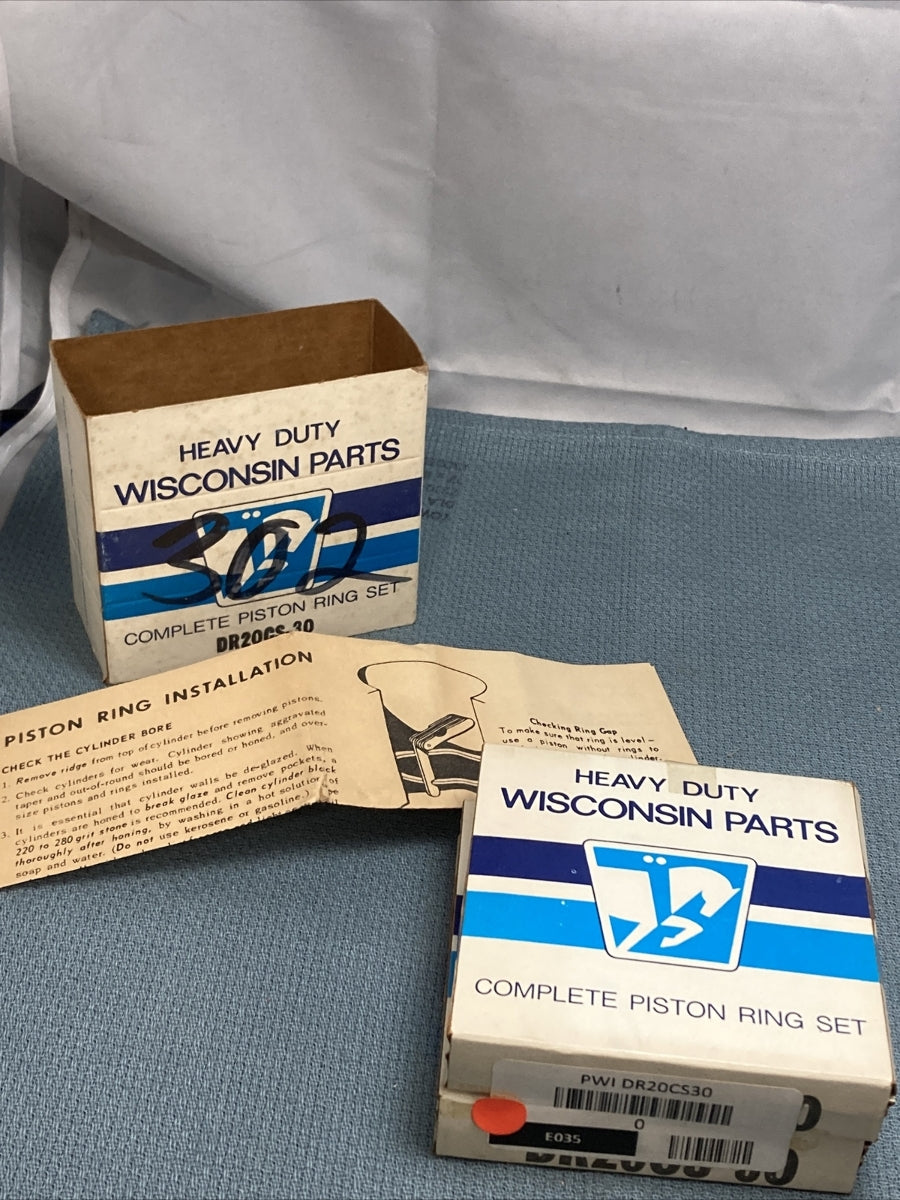 HEAVY DUTY
WISCONSIN PARTS
302
COMPLETE PISTON RING SET
DR20CS-30
PISTON RING INSTALLATION
CHECK THE CYLINDER BORE
1. Remove ridge from top of cylinder before removing pistons.
2. Check cylinders for wear. Cylinder showing aggravated
taper and out-of-round should be bored or honed, and over-
size pistons and rings installed.
3. It is essential that cylinder walls be de-glazed. When
cylinders are honed to break glaze and remove pockets, a
220 to 280 grit stone is recommended. Clean cylinder block
thoroughly after honing, by washing in a hot solution of
soap and water. (Do not use kerosene or gasoline)
Checking Ring Gap
To make sure that ring is level —
use a piston without rings to
HEAVY DUTY
WISCONSIN PARTS
COMPLETE PISTON RING SET
PWI DR20CS30
0
E035
DR20CS-30